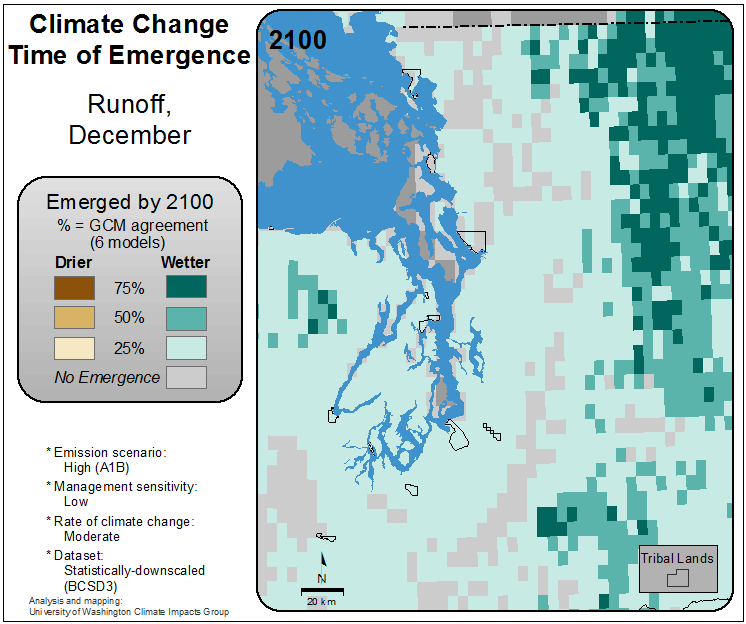 Climate Change
Time of Emergence
Runoff,
December
Emerged by 2100
% = GCM agreement
(6 models)
Drier Wetter
75%
50%
25%
No Emergence
* Emission scenario:
High (A1B)
* Management sensitivity:
Low
* Rate of climate change:
Moderate
* Dataset:
Statistically-downscaled
(BCSD3)
Analysis and mapping:
University of Washington Climate Impacts Group
2100
N
20 km
Tribal Lands